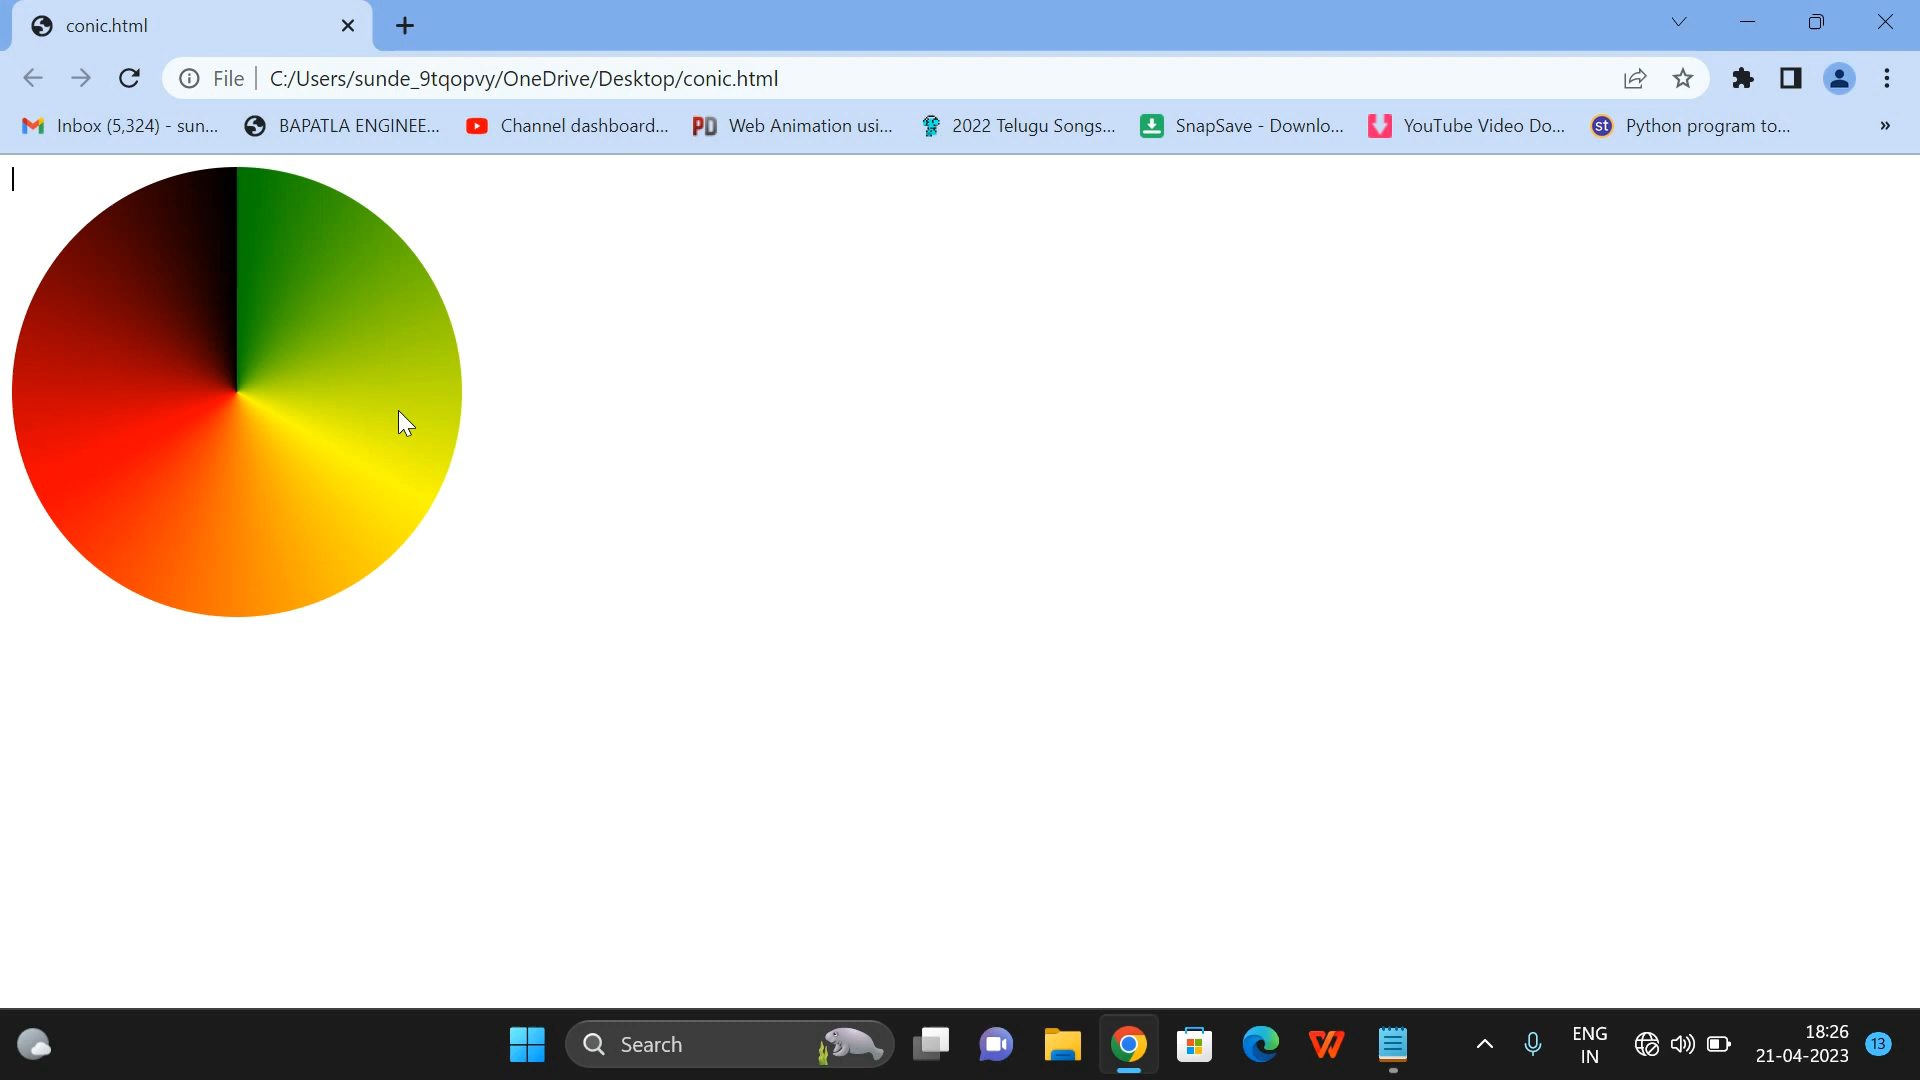 conic.html
File C:/Users/sunde_9tqopvy/OneDrive/Desktop/conic.html
Inbox (5,324) - sun... BAPATLA ENGINEE... Channel dashboard... PD Web Animation usi... 2022 Telugu Songs... SnapSave - Downlo... YouTube Video Do... st Python program to... »
Search ENG 18:26 13
IN 21-04-2023